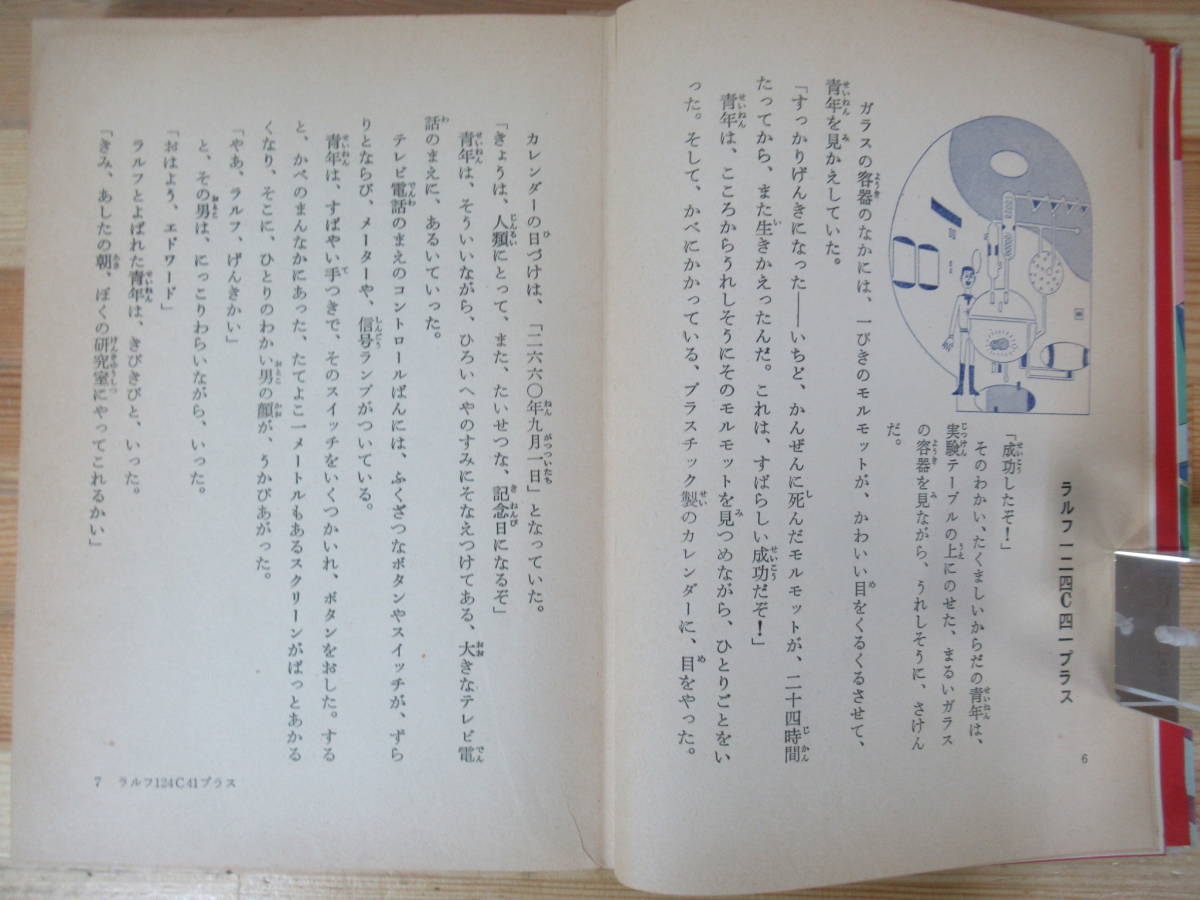 ラルフ一二四C四一プラス
「成功したぞ！」
そのわかい、たくましいからだの青年は、
実験テーブルの上にのせた、まるいガラス
の容器を見ながら、うれしそうに、さけん
だ。
ガラスの容器のなかには、一ぴきのモルモットが、かわいい目をくるくるさせて、
青年を見かえしていた。
「すっかりげんきになった――いちど、かんぜんに死んだモルモットが、二十四時間
たってから、また生きかえったんだ。これは、すばらしい成功だぞ！」
青年は、こころからうれしそうにそのモルモットを見つめながら、ひとりごとをい
った。そして、かべにかかっている、プラスチック製のカレンダーに、目をやった。
6
カレンダーの日づけは、「二六六〇年九月一日」となっていた。
「きょうは、人類にとって、また、たいせつな、記念日になるぞ」
青年は、そういいながら、ひろいへやのすみにそなえつけてある、大きなテレビ電
話のまえに、あるいていった。
テレビ電話のまえのコントロールばんには、ふくざつなボタンやスイッチが、ずら
りとならび、メーターや、信号ランプがついている。
青年は、すばやい手つきで、そのスイッチをいくつかいれ、ボタンをおした。する
と、かべのまんなかにあった、たてよこ一メートルもあるスクリーンがぱっとあかる
くなり、そこに、ひとりのわかい男の顔が、うかびあがった。
「やあ、ラルフ、げんきかい」
と、その男は、にっこりわらいながら、いった。
「おはよう、エドワード」
ラルフとよばれた青年は、きびきびと、いった。
「きみ、あしたの朝、ぼくの研究室にやってこれるかい」
7 ラルフ124C41プラス